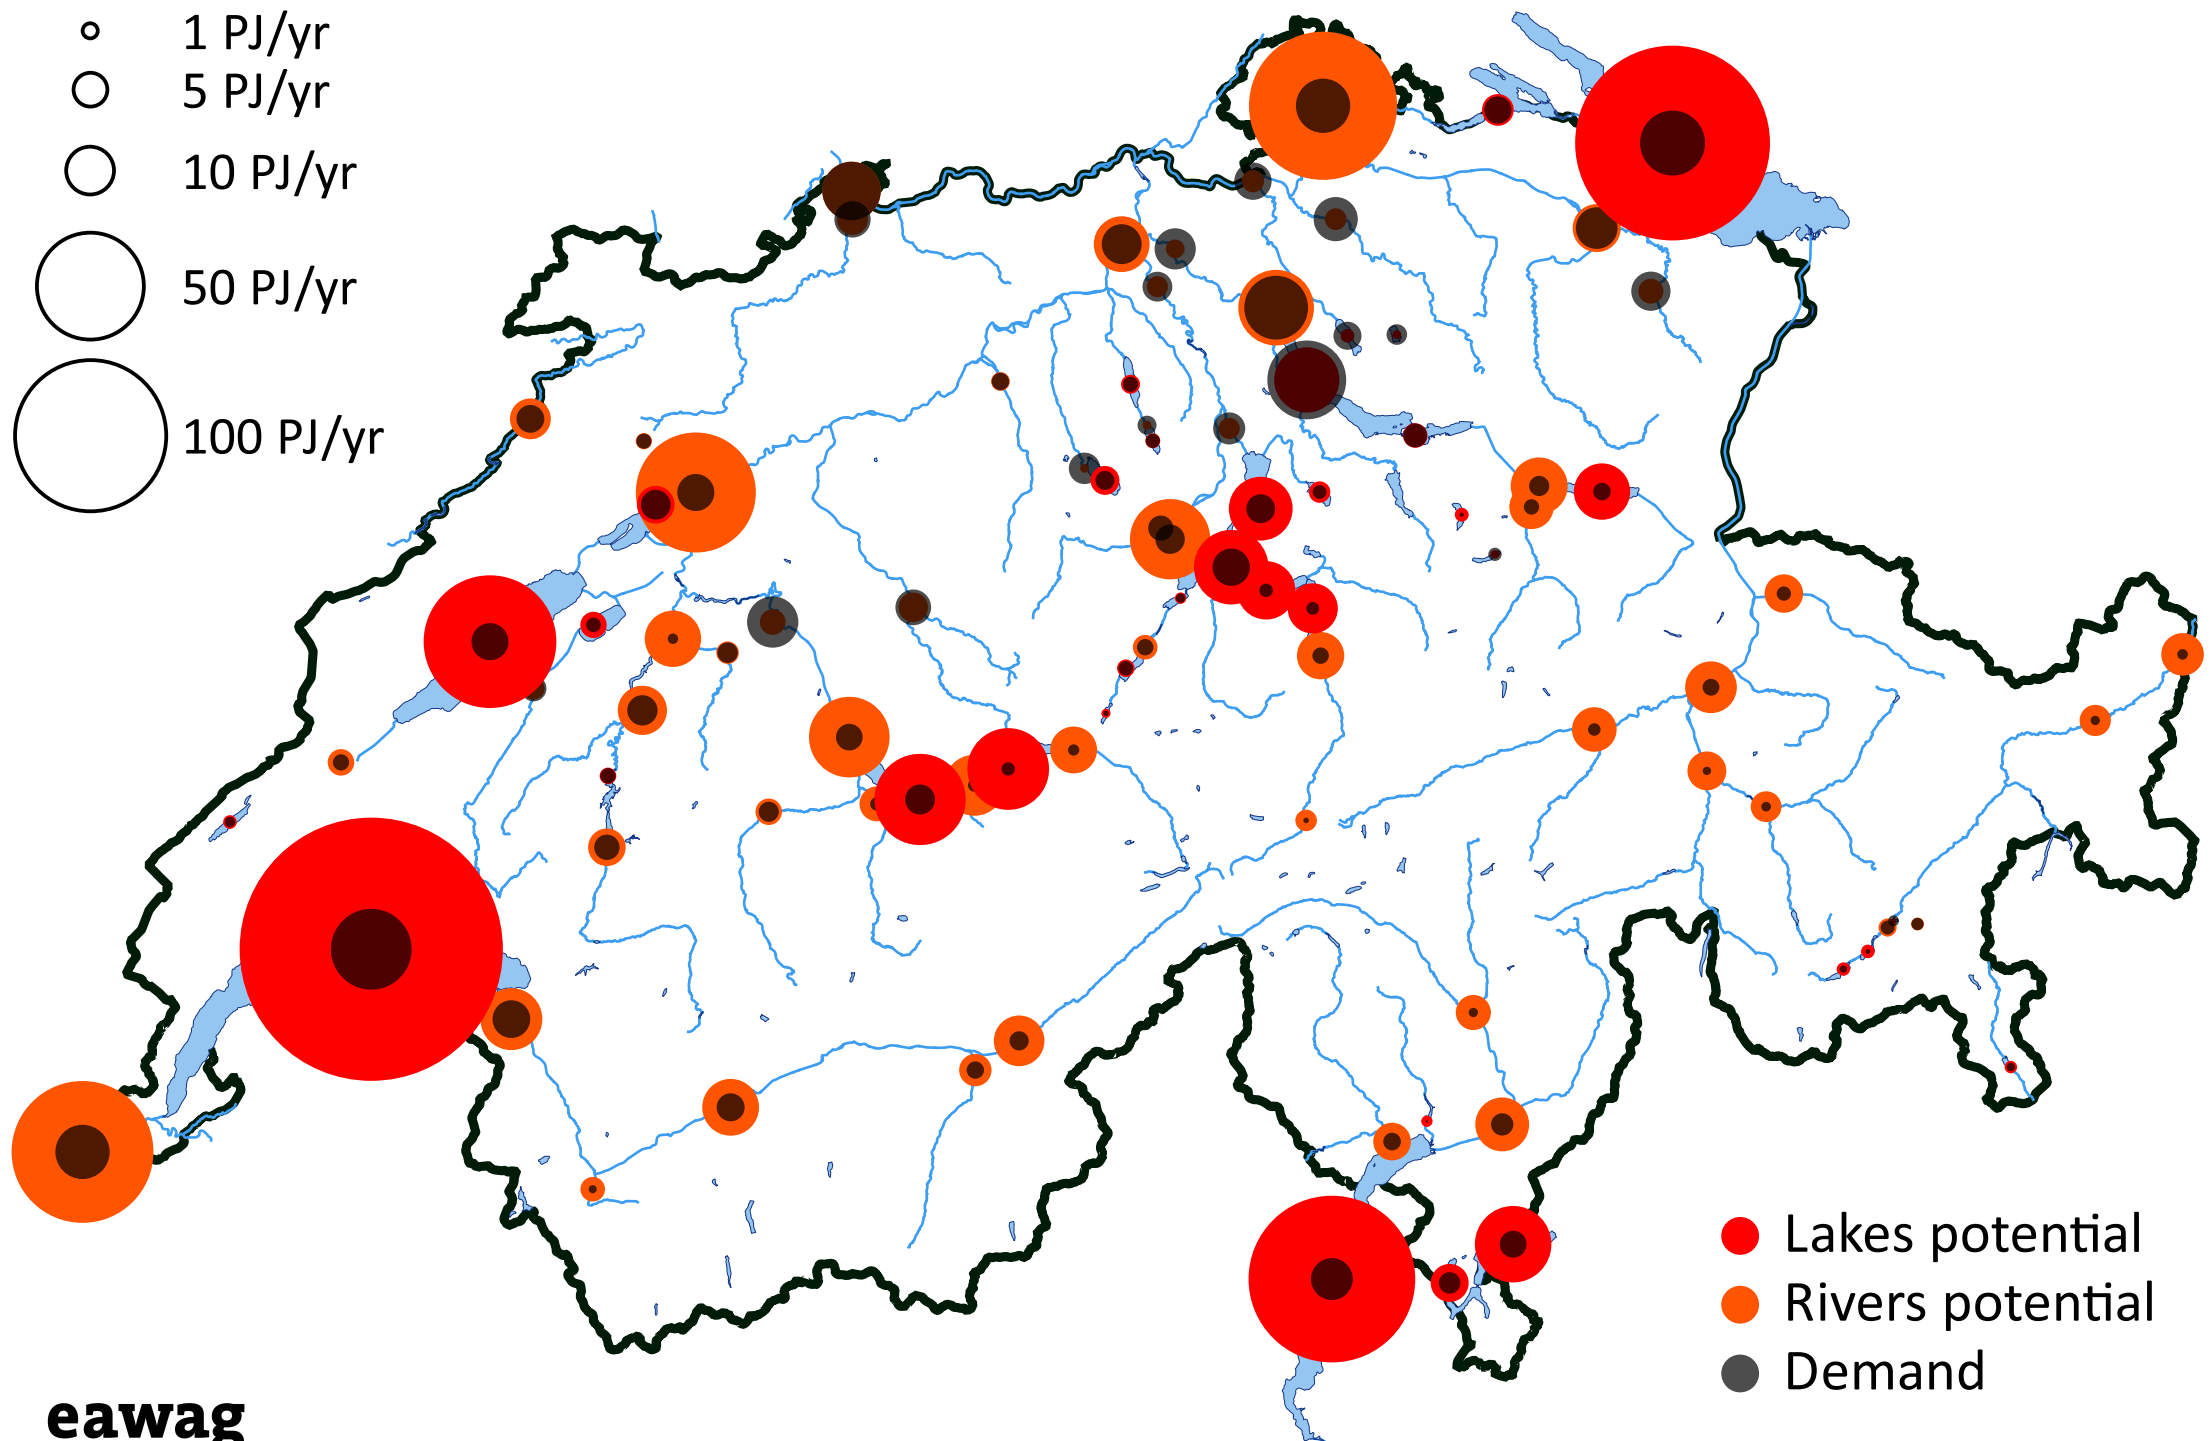 1 PJ/yr
5 PJ/yr
10 PJ/yr
50 PJ/yr
100 PJ/yr
Lakes potential
Rivers potential
Demand
eawag